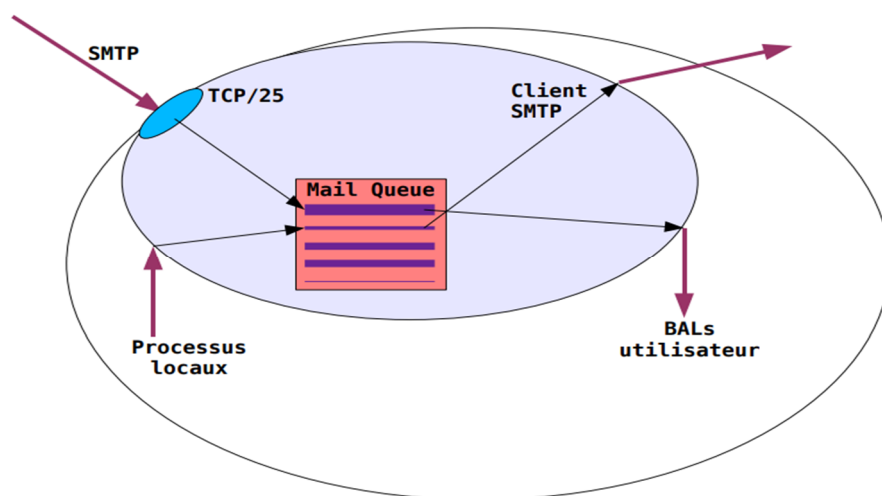 SMTP
TCP/25
Client
SMTP
Mail Queue
Processus
locaux
BALs
utilisateur